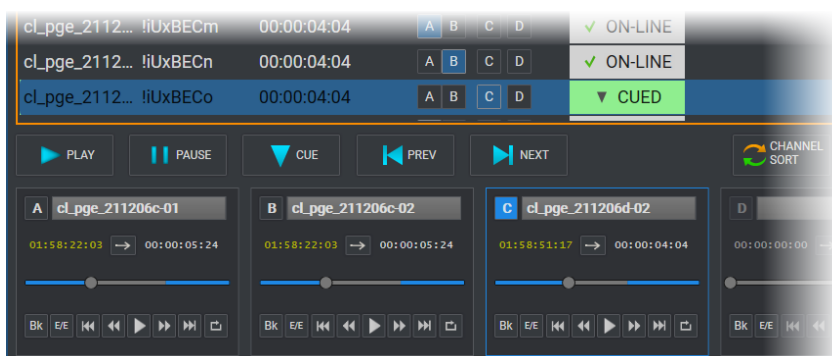 cl_pge_2112... !iUxBECm 00:00:04:04 A B C D ✓ ON-LINE
cl_pge_2112... !iUxBECn 00:00:04:04 A B C D ✓ ON-LINE
cl_pge_2112... !iUxBECo 00:00:04:04 A B C D ▼ CUED
PLAY PAUSE CUE PREV NEXT CHANNEL
SORT
A cl_pge_211206c-01 B cl_pge_211206c-02 C cl_pge_211206d-02 D
01:58:22:03 → 00:00:05:24 01:58:22:03 → 00:00:05:24 01:58:51:17 → 00:00:04:04 00:00:00:00
Bk E/E Bk E/E Bk E/E Bk E/E